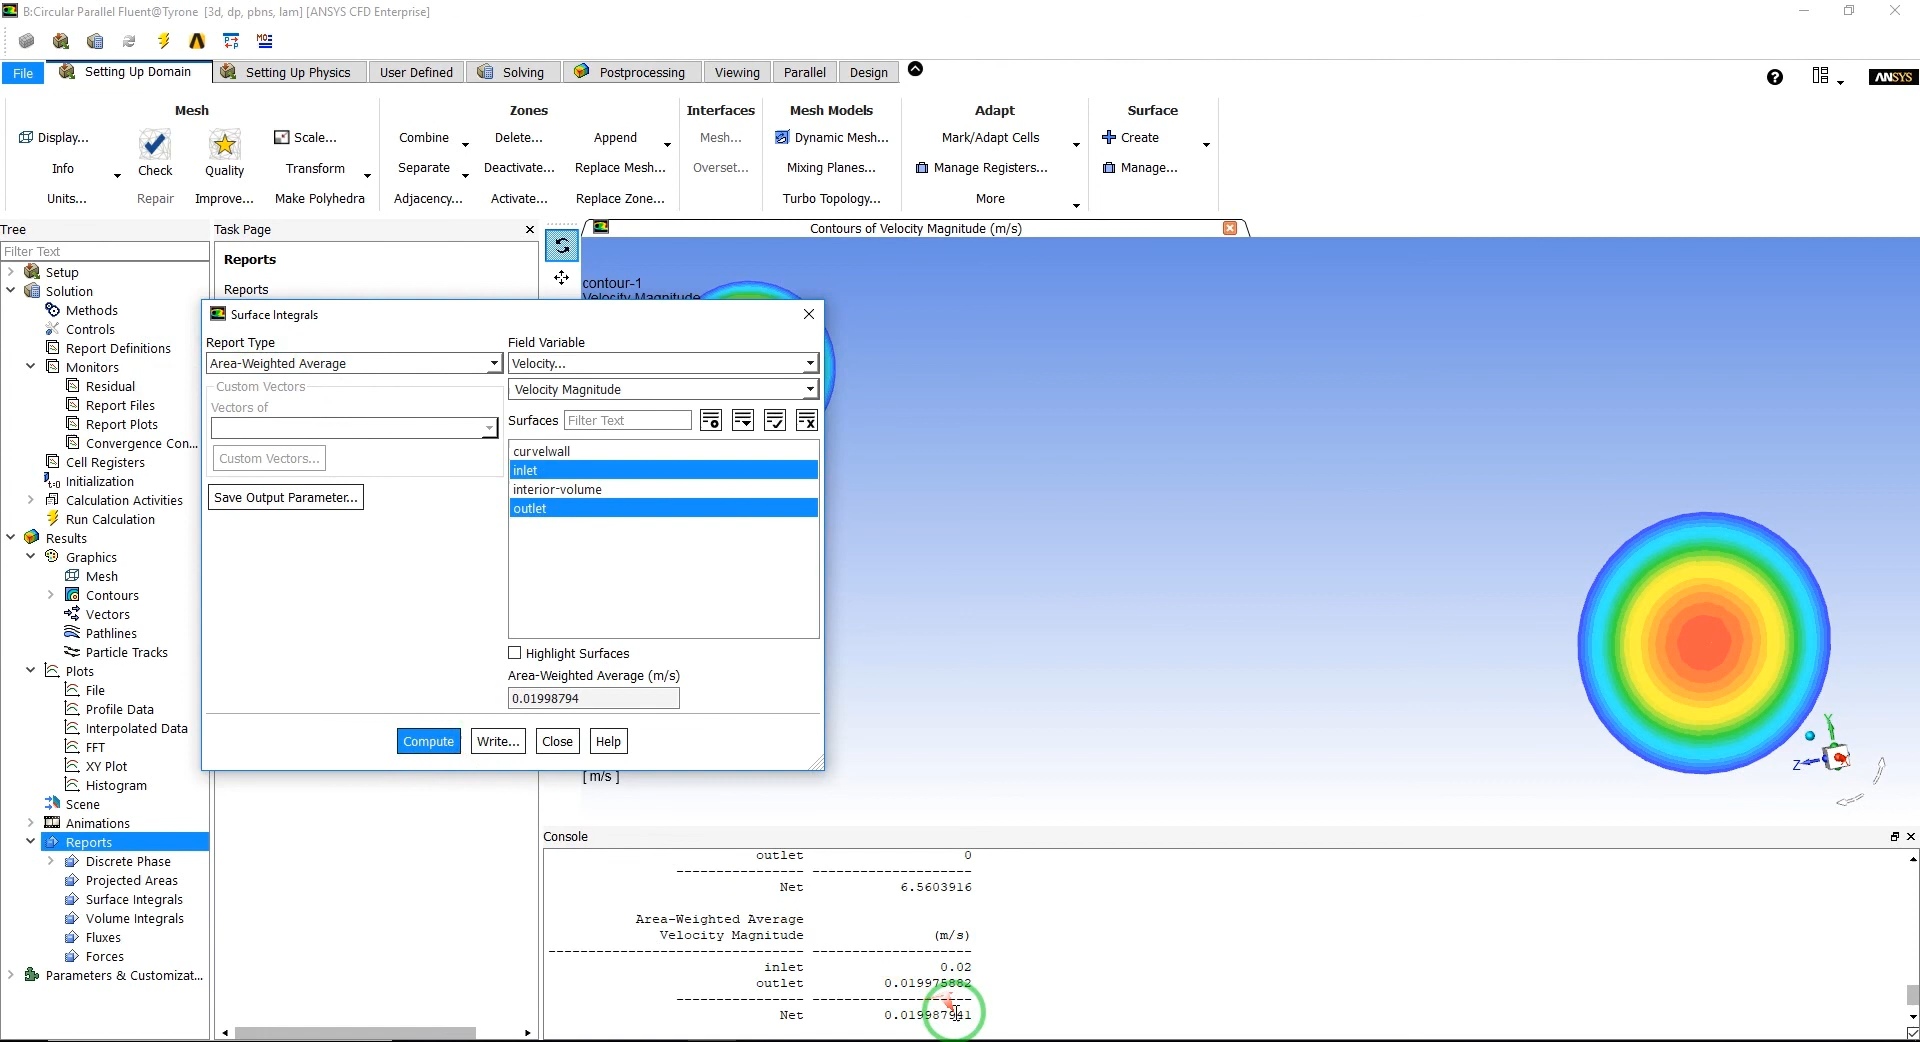 B:Circular Parallel Fluent@Tyrone [3d, dp, pbns, lam] [ANSYS CFD Enterprise]
File
Setting Up Domain
Setting Up Physics
User Defined
Solving
Postprocessing
Viewing
Parallel
Design
ANSYS
Mesh
Zones
Interfaces
Mesh Models
Adapt
Surface
Display...
Scale...
Combine
Delete...
Append
Mesh...
Dynamic Mesh...
Mark/Adapt Cells
Create
Info
Check
Quality
Transform
Separate
Deactivate...
Replace Mesh...
Overset...
Mixing Planes...
Manage Registers...
Manage...
Units...
Repair
Improve...
Make Polyhedra
Adjacency...
Activate...
Replace Zone...
Turbo Topology...
More
Tree
Filter Text
Setup
Solution
Methods
Controls
Report Definitions
Monitors
Residual
Report Files
Report Plots
Convergence Con...
Cell Registers
Initialization
Calculation Activities
Run Calculation
Results
Graphics
Mesh
Contours
Vectors
Pathlines
Particle Tracks
Plots
File
Profile Data
Interpolated Data
FFT
XY Plot
Histogram
Scene
Animations
Reports
Discrete Phase
Projected Areas
Surface Integrals
Volume Integrals
Fluxes
Forces
Parameters & Customizat...
Task Page
Reports
Reports
Surface Integrals
Report Type
Area-Weighted Average
Custom Vectors
Vectors of
Custom Vectors...
Save Output Parameter...
Field Variable
Velocity...
Velocity Magnitude
Surfaces
Filter Text
curvelwall
inlet
interior-volume
outlet
Highlight Surfaces
Area-Weighted Average (m/s)
0.01998794
Compute
Write...
Close
Help
Contours of Velocity Magnitude (m/s)
contour-1
Velocity Magnitude
[ m/s ]
Y
Z
Console
outlet 0
---------------- --------------------
Net 6.5603916
Area-Weighted Average
Velocity Magnitude (m/s)
-------------------------------- --------------------
inlet 0.02
outlet 0.019975882
---------------- --------------------
Net 0.019987941